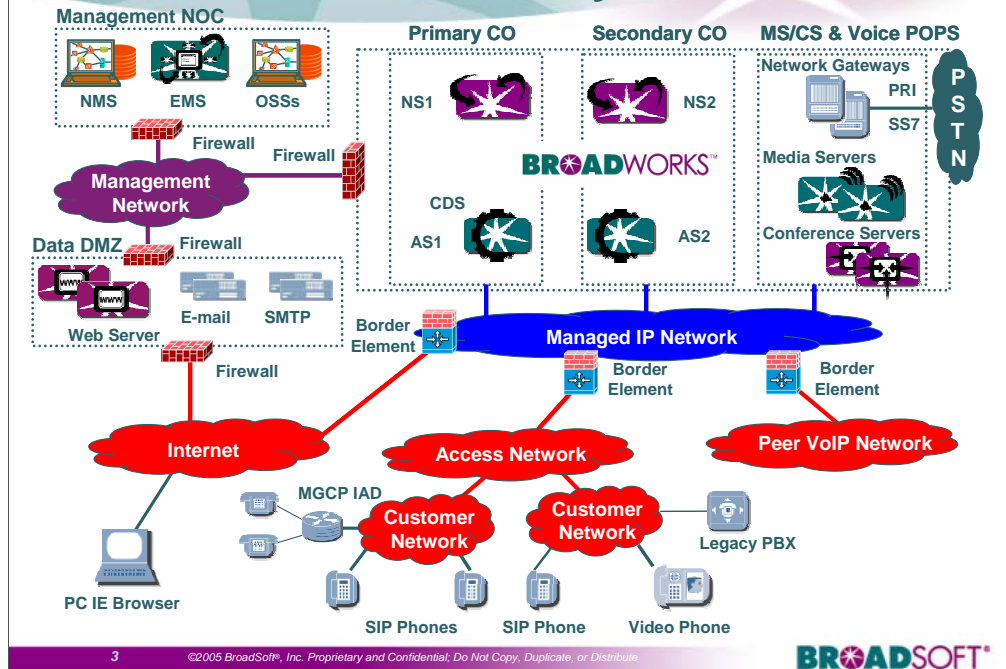 Management NOC
NMS
EMS
OSSs
Firewall
Firewall
Management
Network
Data DMZ
Firewall
www
www
Web Server
E-mail
SMTP
Firewall
Primary CO
Secondary CO
MS/CS & Voice POPS
NS1
NS2
BROADWORKS™
CDS
AS1
AS2
Network Gateways
PRI
SS7
PSTN
Media Servers
Conference Servers
Border
Element
Managed IP Network
Border
Element
Border
Element
Internet
Access Network
Peer VoIP Network
MGCP IAD
Customer
Network
Customer
Network
Legacy PBX
PC IE Browser
SIP Phones
SIP Phone
Video Phone
3
©2005 BroadSoft®, Inc. Proprietary and Confidential; Do Not Copy, Duplicate, or Distribute
BROADSOFT®